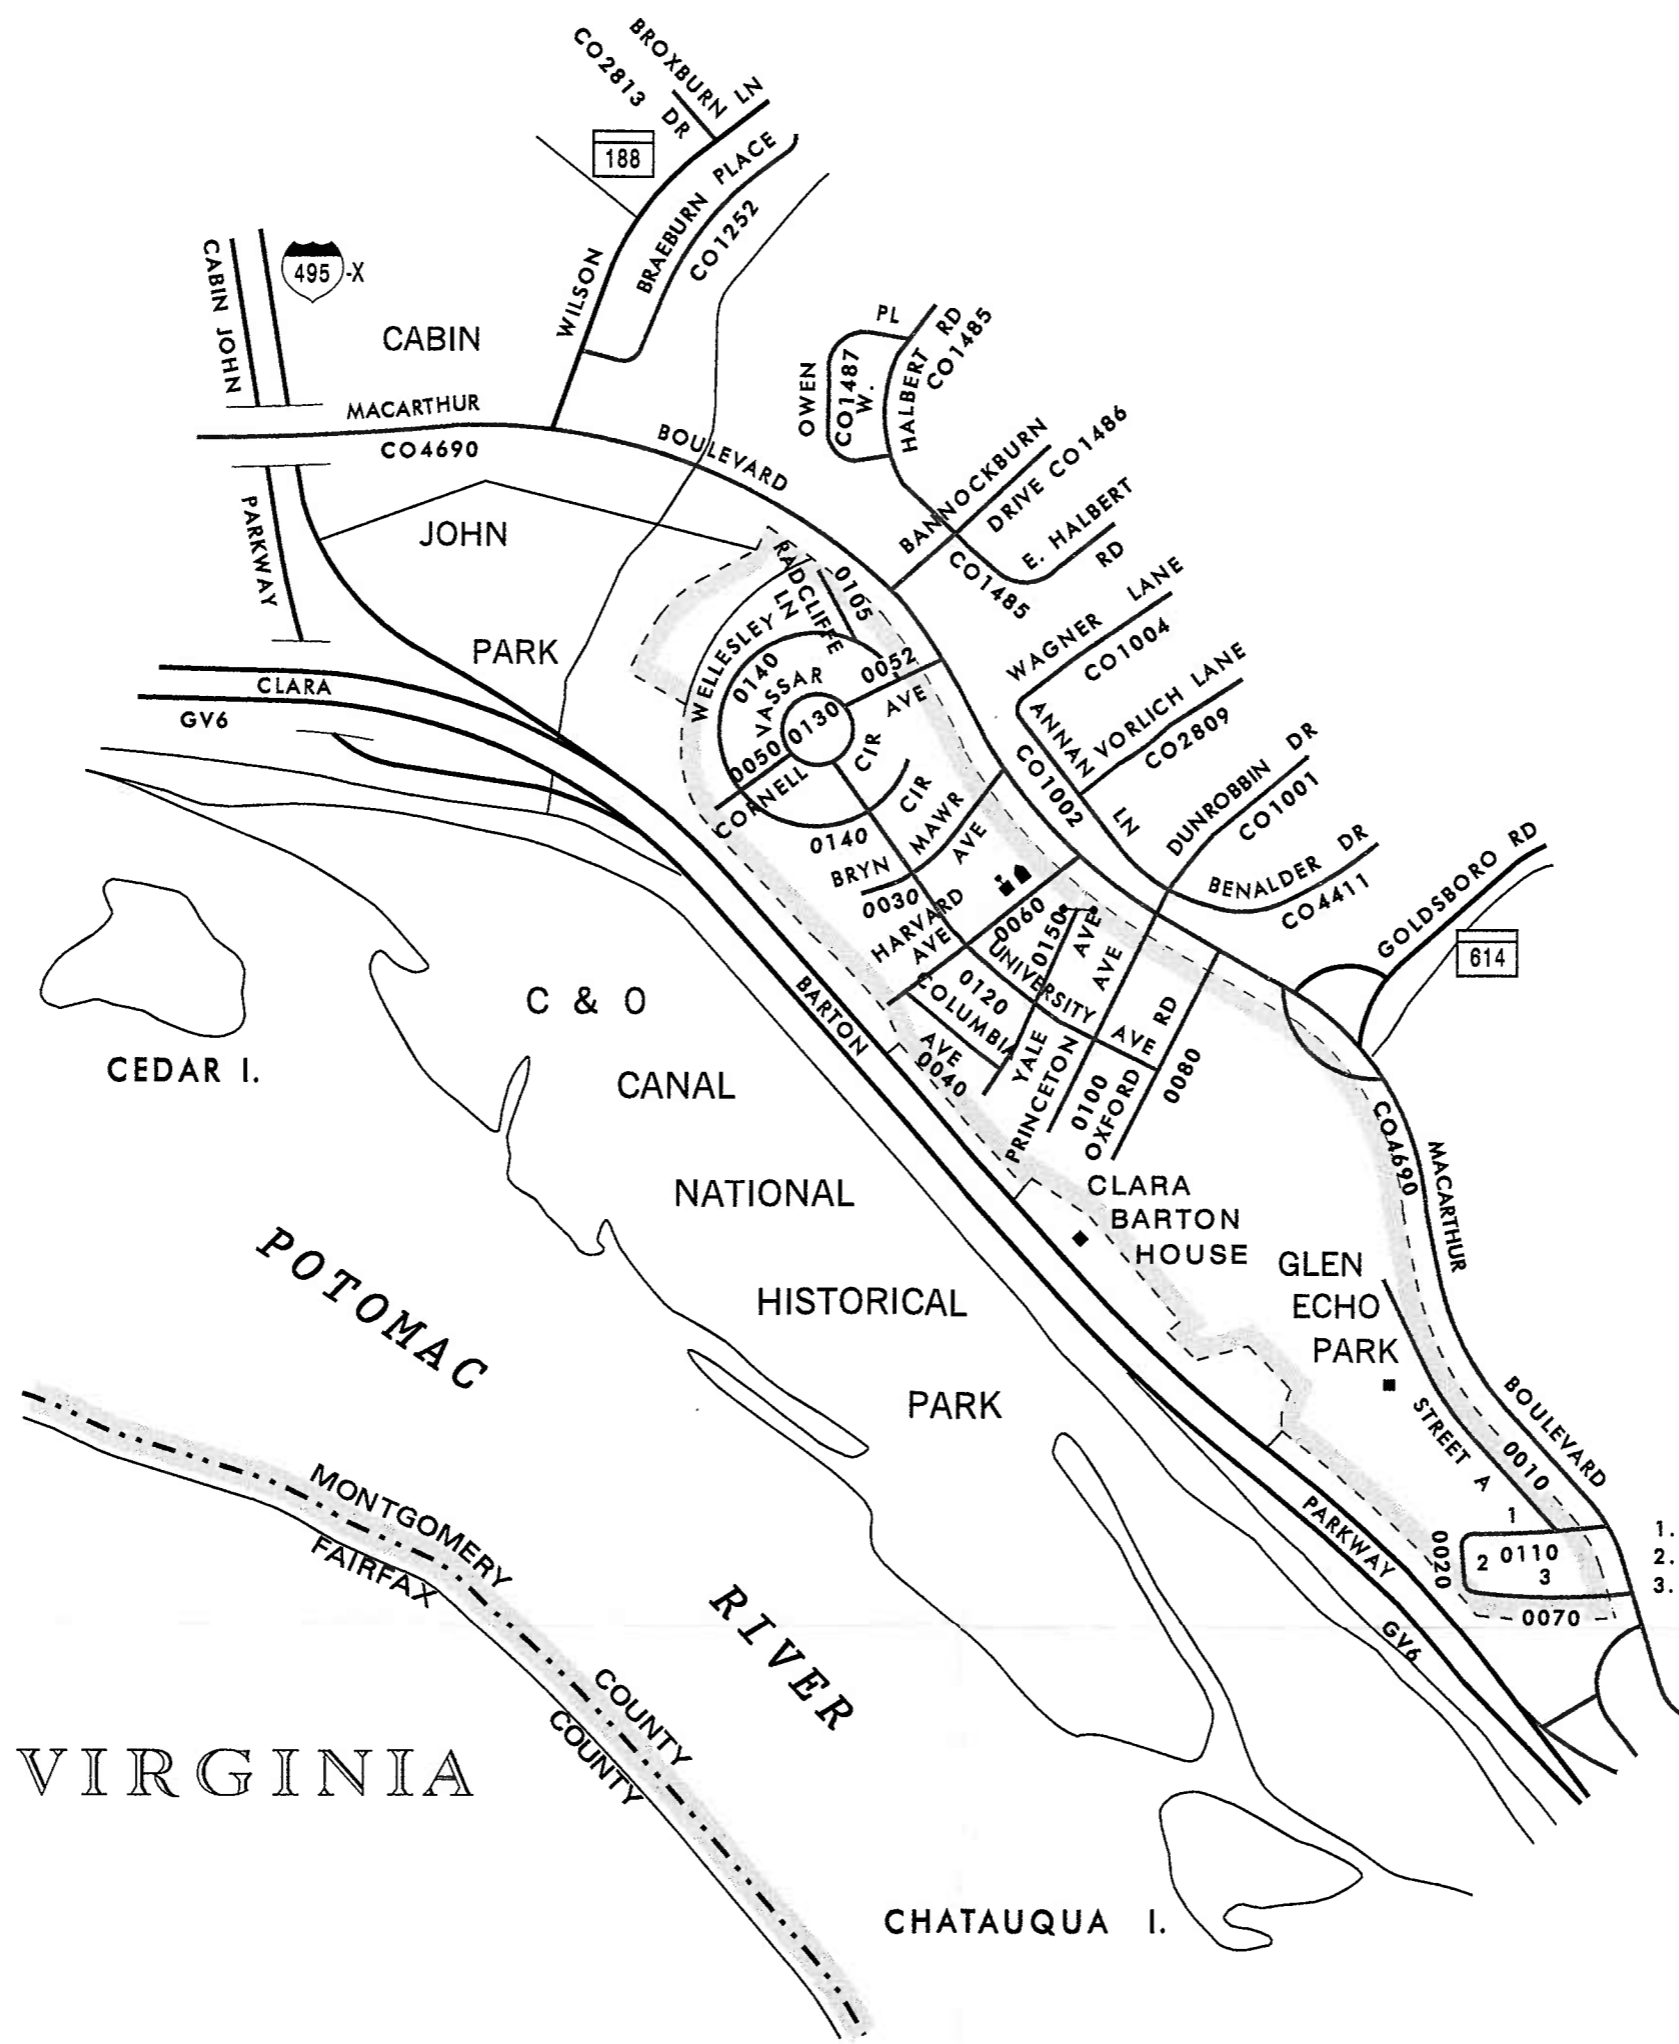 BROXBURN LN
CO2813 DR
188
BRAEBURN PLACE
CO1252
WILSON
CABIN JOHN
495
-X
CABIN
MACARTHUR
BOULEVARD
CO4690
JOHN
PARKWAY
PARK
CLARA
GV6
OWEN
PL
CO1487
W.
HALBERT
RD
CO1485
BANNOCKBURN
DRIVE CO1486
E. HALBERT
RD
CO1485
WAGNER LANE
CO1004
ANNAN
LN
CO1002
VORLICH LANE
CO2809
DUNROBBIN DR
CO1001
BENALDER DR
CO4411
GOLDSBORO RD
614
RADCLIFFE
LN
0105
WELLESLEY
0140
VASSAR
0130
CIR
0052
AVE
0050
CORNELL
0140
CIR
BRYN
MAWR
AVE
0030
HARVARD
AVE
0060
0150
AVE
UNIVERSITY
AVE
0120
COLUMBIA
AVE
0040
YALE
AVE
PRINCETON
0100
OXFORD
RD
0080
BARTON
C & O
CANAL
NATIONAL
HISTORICAL
PARK
CEDAR I.
CLARA
BARTON
HOUSE
GLEN
ECHO
PARK
CO4690
MACARTHUR
BOULEVARD
STREET A
0010
1
2 0110
3
0020
0070
1.
2.
3.
PARKWAY
GV6
POTOMAC
RIVER
MONTGOMERY
COUNTY
FAIRFAX
COUNTY
VIRGINIA
CHATAUQUA I.